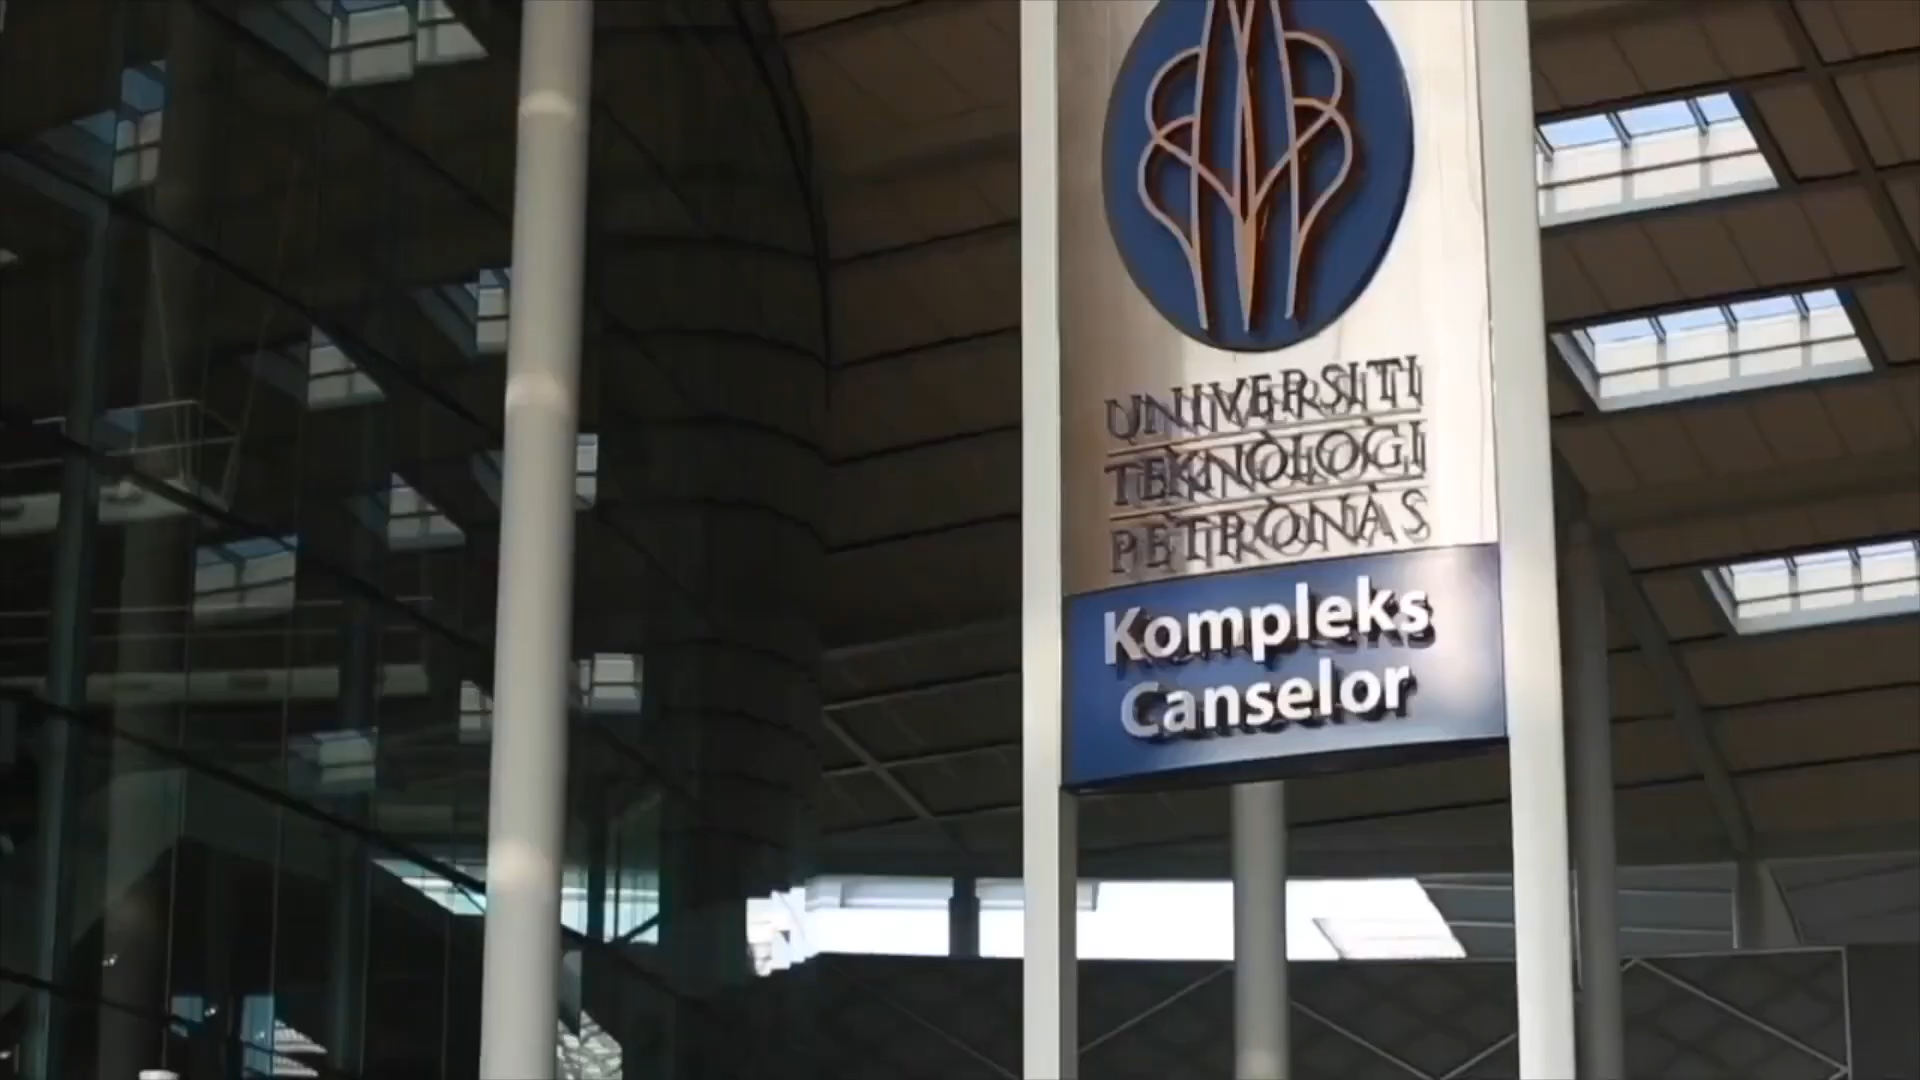 UNIVERSITI
TEKNOLOGI
PETRONAS
Kompleks
Canselor